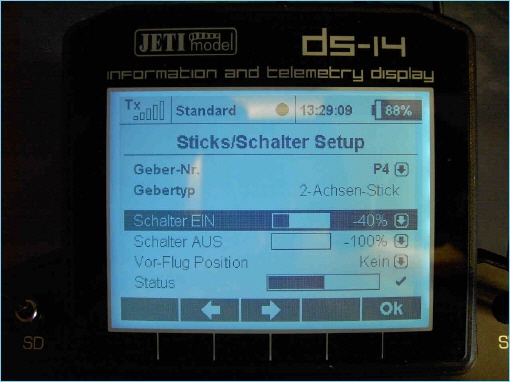 JETI model
DS-14
information and telemetry display
Tx Standard 13:29:09 88%
Sticks/Schalter Setup
Geber-Nr. P4
Gebertyp 2-Achsen-Stick
Schalter EIN -40%
Schalter AUS -100%
Vor-Flug Position Kein
Status
Ok
SD
S